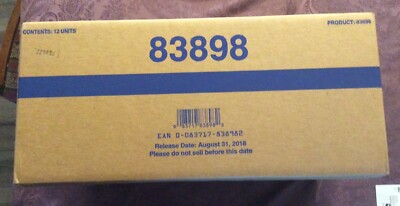 CONTENTS: 12 UNITS
PRODUCT: 83898
83898
EAN 0-083717-838982
Release Date: August 31, 2018
Please do not sell before this date